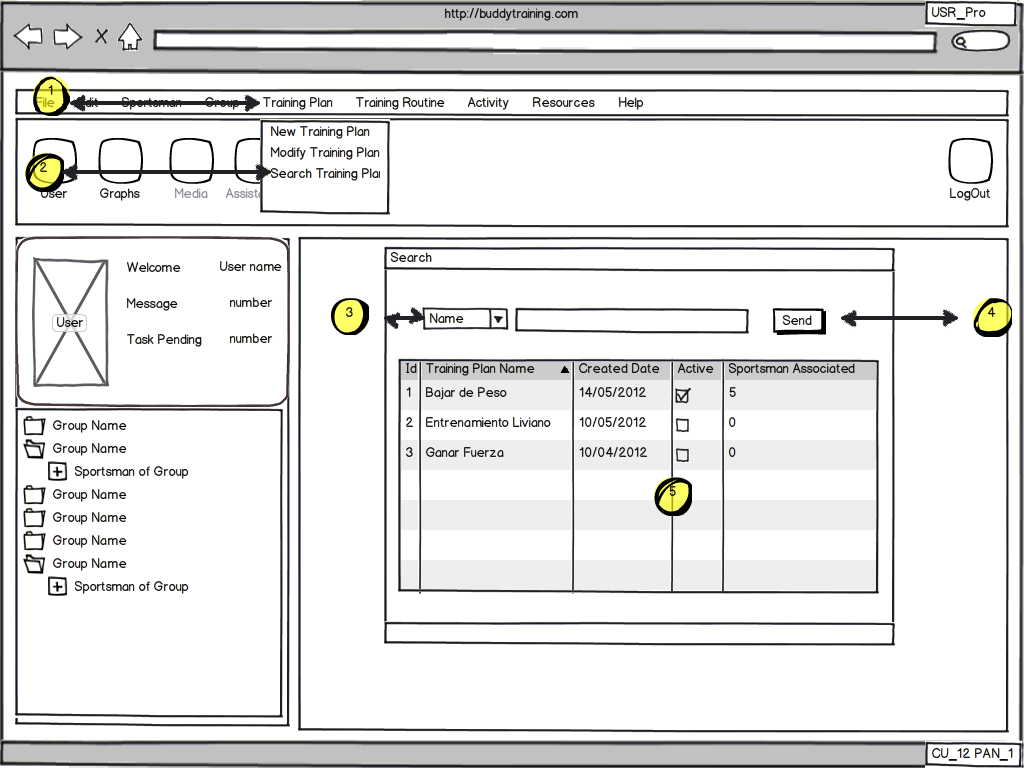 http://buddytraining.com
USR_Pro
1
File Edit Sportsman Group Training Plan Training Routine Activity Resources Help
New Training Plan
Modify Training Plan
2
Search Training Plan
User Graphs Media Assist LogOut
Welcome User name
Message number
User
Task Pending number
Search
3 Name Send 4
Id Training Plan Name Created Date Active Sportsman Associated
1 Bajar de Peso 14/05/2012 5
2 Entrenamiento Liviano 10/05/2012 0
3 Ganar Fuerza 10/04/2012 0
5
Group Name
Group Name
Sportsman of Group
Group Name
Group Name
Group Name
Group Name
Sportsman of Group
CU_12 PAN_1